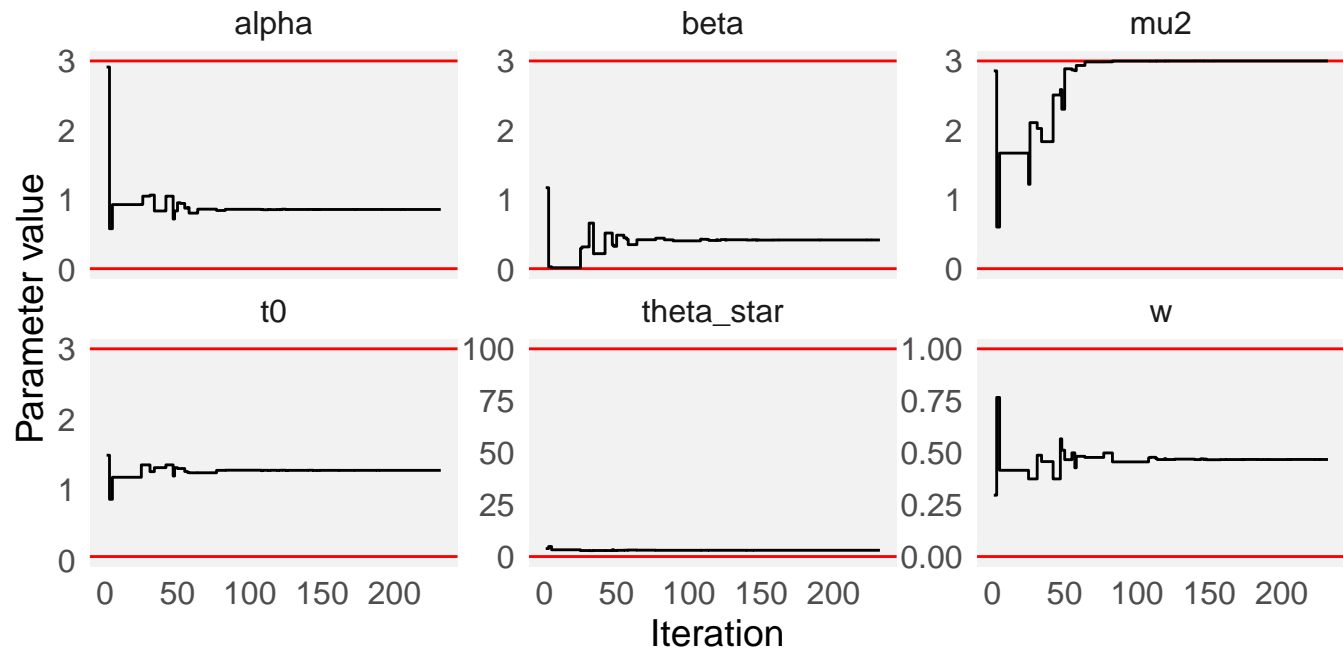 alpha beta mu2
3 3 3
2 2 2
1 1 1
0 0 0
t0 theta_star w
3 100 1.00
75 0.75
2
50 0.50
1
25 0.25
0 0 0.00
0 50 100 150 200 0 50 100 150 200 0 50 100 150 200
Iteration
Parameter value